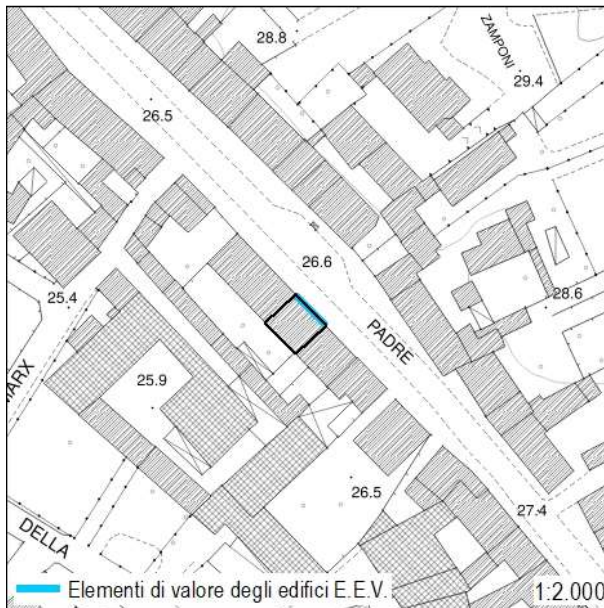 28.8
ZAMPONI
29.4
26.5
26.6
28.6
25.4
PADRE
MARX
25.9
26.5
27.4
DELLA
Elementi di valore degli edifici E.E.V.
1:2.000